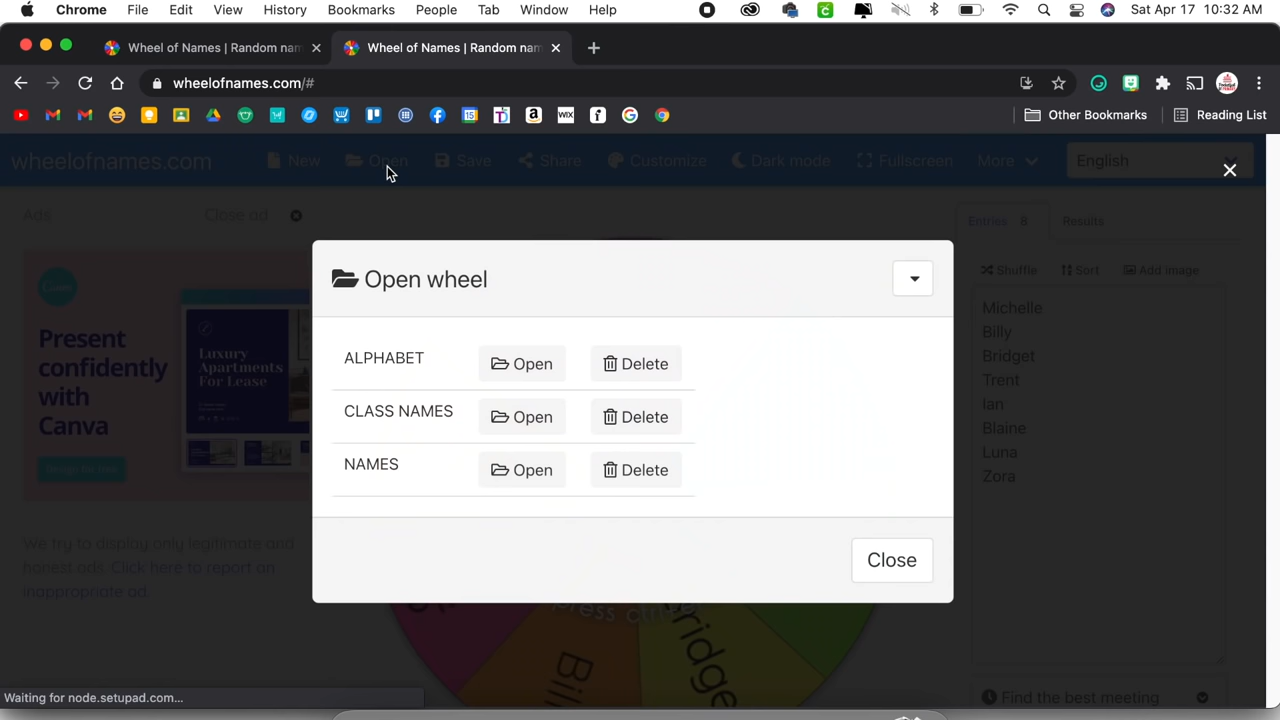 Chrome File Edit View History Bookmarks People Tab Window Help Sat Apr 17 10:32 AM
Wheel of Names | Random nam Wheel of Names | Random nam
wheelofnames.com/#
Other Bookmarks Reading List
wheelofnames.com New Open Save Share Customize Dark mode Fullscreen More English
Ads Close ad
Entries 8 Results
Shuffle Sort Add image
Present
confidently
with
Canva
Luxury
Apartments
For Lease
Open wheel
ALPHABET Open Delete
CLASS NAMES Open Delete
NAMES Open Delete
Close
Michelle
Billy
Bridget
Trent
Ian
Blaine
Luna
Zora
We try to display only legitimate and
honest ads. Click here to report an
inappropriate ad.
Find the best meeting
Waiting for node.setupad.com...